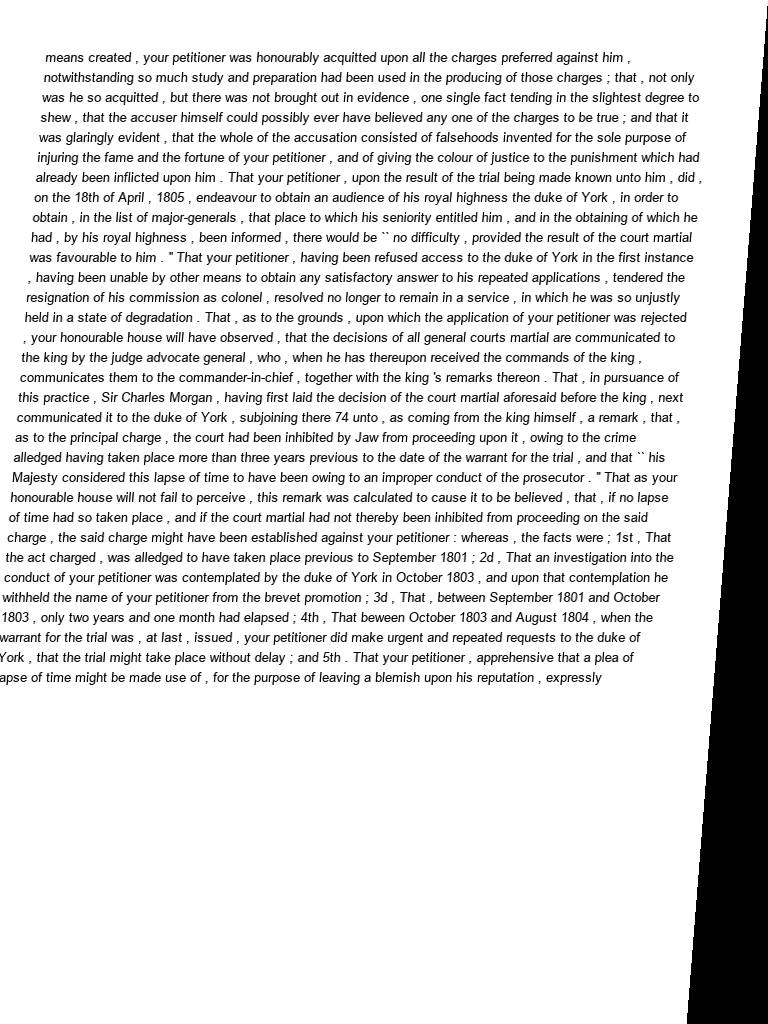 means created , your petitioner was honourably acquitted upon all the charges preferred against him ,
notwithstanding so much study and preparation had been used in the producing of those charges ; that , not only
was he so acquitted , but there was not brought out in evidence , one single fact tending in the slightest degree to
shew , that the accuser himself could possibly ever have believed any one of the charges to be true ; and that it
was glaringly evident , that the whole of the accusation consisted of falsehoods invented for the sole purpose of
injuring the fame and the fortune of your petitioner , and of giving the colour of justice to the punishment which had
already been inflicted upon him . That your petitioner , upon the result of the trial being made known unto him , did ,
on the 18th of April , 1805 , endeavour to obtain an audience of his royal highness the duke of York , in order to
obtain , in the list of major-generals , that place to which his seniority entitled him , and in the obtaining of which he
had , by his royal highness , been informed , there would be `` no difficulty , provided the result of the court martial
was favourable to him . " That your petitioner , having been refused access to the duke of York in the first instance
, having been unable by other means to obtain any satisfactory answer to his repeated applications , tendered the
resignation of his commission as colonel , resolved no longer to remain in a service , in which he was so unjustly
held in a state of degradation . That , as to the grounds , upon which the application of your petitioner was rejected
, your honourable house will have observed , that the decisions of all general courts martial are communicated to
the king by the judge advocate general , who , when he has thereupon received the commands of the king ,
communicates them to the commander-in-chief , together with the king 's remarks thereon . That , in pursuance of
this practice , Sir Charles Morgan , having first laid the decision of the court martial aforesaid before the king , next
communicated it to the duke of York , subjoining there 74 unto , as coming from the king himself , a remark , that ,
as to the principal charge , the court had been inhibited by Jaw from proceeding upon it , owing to the crime
alledged having taken place more than three years previous to the date of the warrant for the trial , and that `` his
Majesty considered this lapse of time to have been owing to an improper conduct of the prosecutor . " That as your
honourable house will not fail to perceive , this remark was calculated to cause it to be believed , that , if no lapse
of time had so taken place , and if the court martial had not thereby been inhibited from proceeding on the said
charge , the said charge might have been established against your petitioner : whereas , the facts were ; 1st , That
the act charged , was alledged to have taken place previous to September 1801 ; 2d , That an investigation into the
conduct of your petitioner was contemplated by the duke of York in October 1803 , and upon that contemplation he
withheld the name of your petitioner from the brevet promotion ; 3d , That , between September 1801 and October
1803 , only two years and one month had elapsed ; 4th , That beween October 1803 and August 1804 , when the
warrant for the trial was , at last , issued , your petitioner did make urgent and repeated requests to the duke of
York , that the trial might take place without delay ; and 5th . That your petitioner , apprehensive that a plea of
apse of time might be made use of , for the purpose of leaving a blemish upon his reputation , expressly